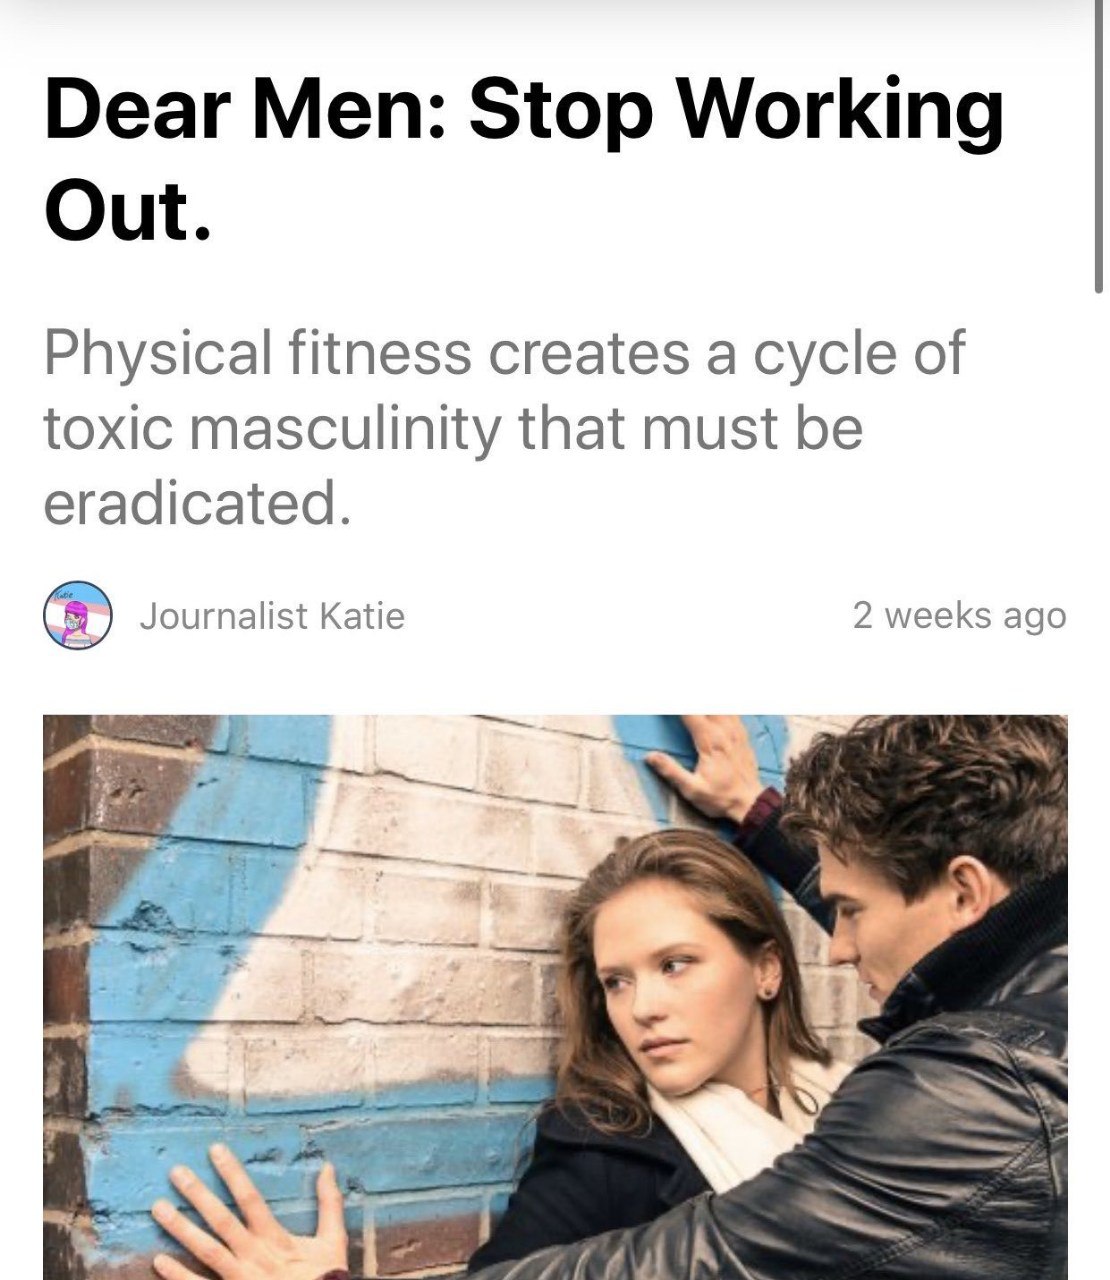 Dear Men: Stop Working
Out.
Physical fitness creates a cycle of
toxic masculinity that must be
eradicated.
Katie
Journalist Katie
2 weeks ago